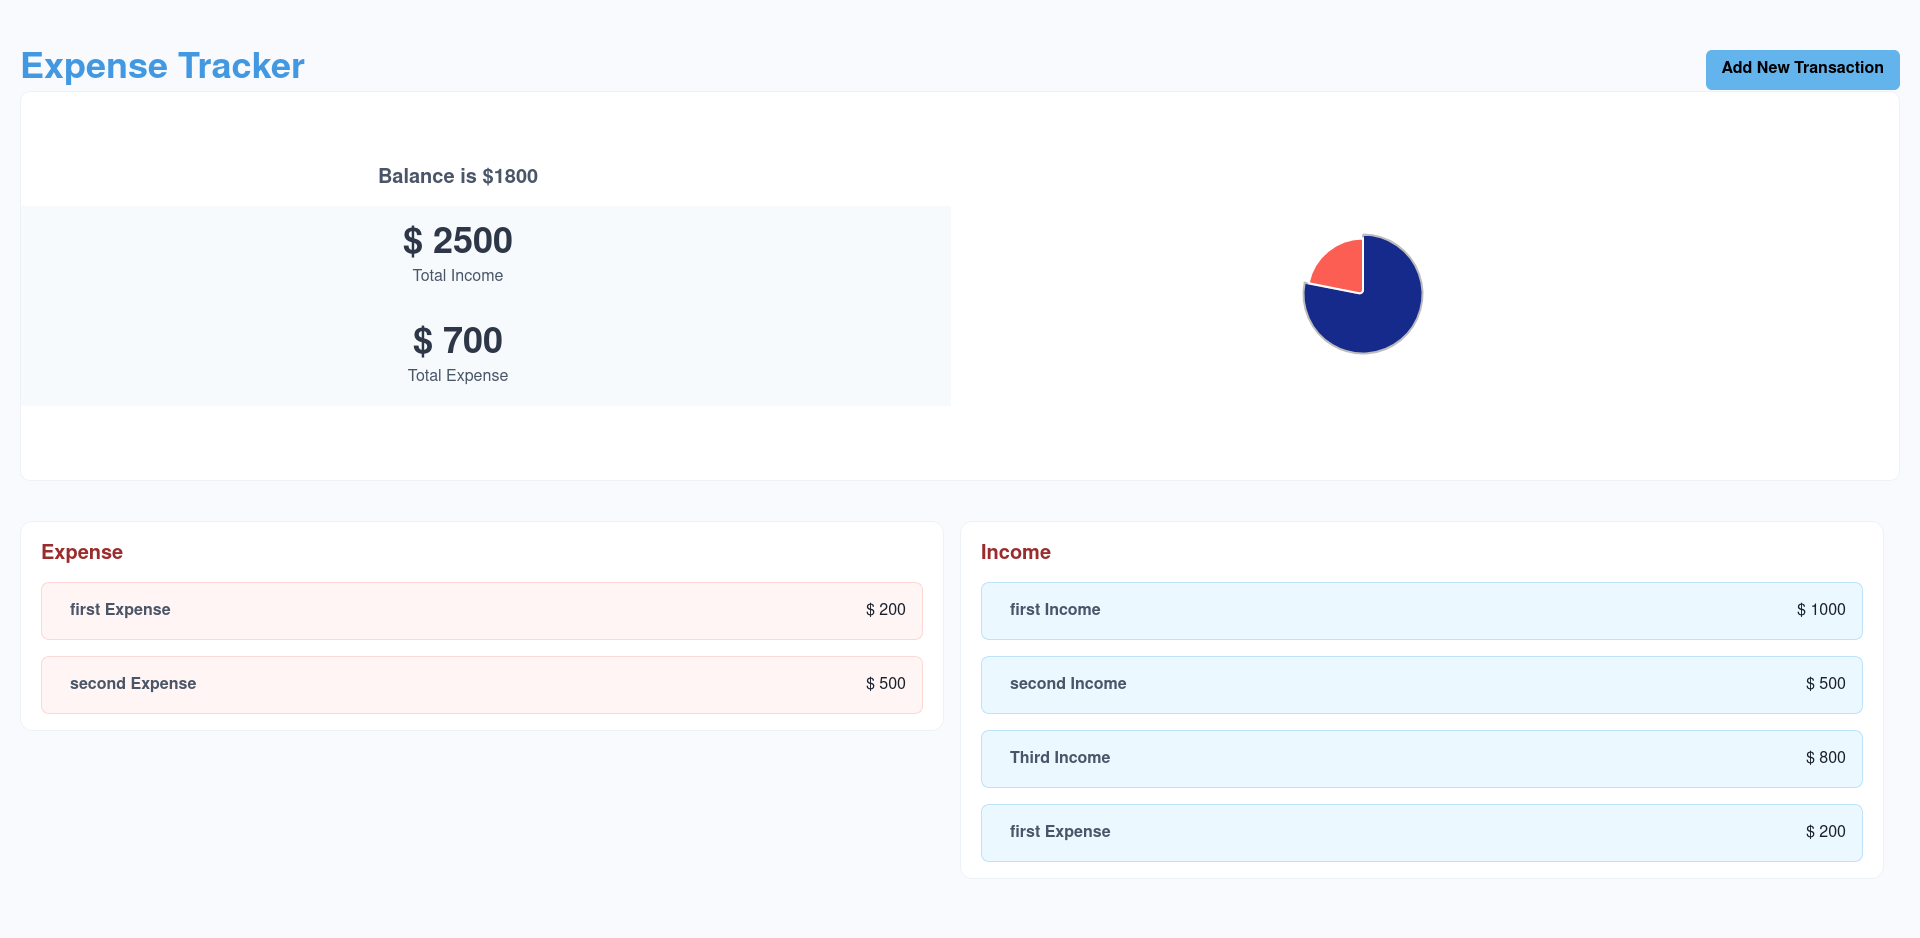 Expense Tracker
Add New Transaction
Balance is $1800
$ 2500
Total Income
$ 700
Total Expense
Expense
first Expense $ 200
second Expense $ 500
Income
first Income $ 1000
second Income $ 500
Third Income $ 800
first Expense $ 200